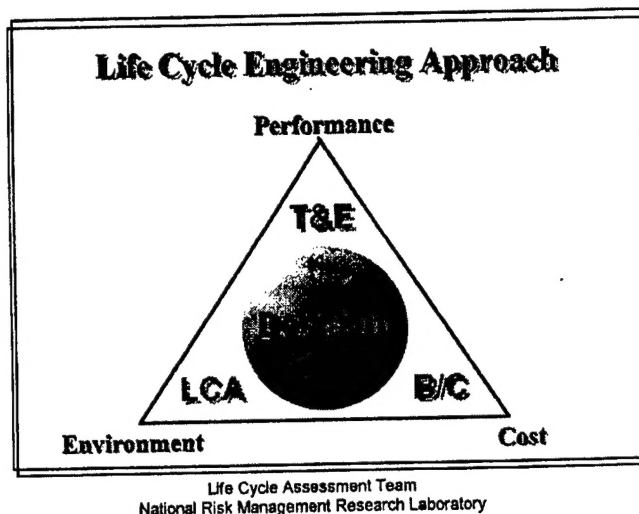 Life Cycle Engineering Approach
Performance
T&E
LCA
B/C
Environment
Cost
Life Cycle Assessment Team
National Risk Management Research Laboratory